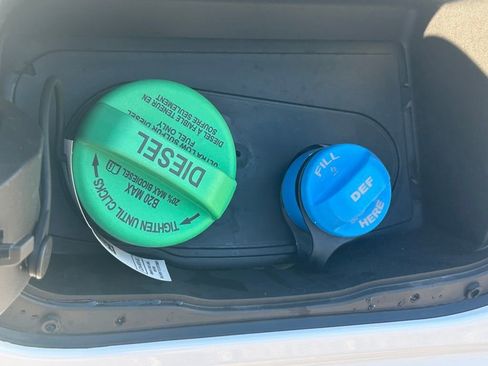 DIESEL A FAIBLE TENEUR EN
SOUFRE SEULEMENT
ULTRA LOW SULFUR DIESEL
FUEL ONLY
DIESEL
B20 MAX
20% MAX BIODIESEL
TIGHTEN UNTIL CLICKS
FILL
DEF
HERE